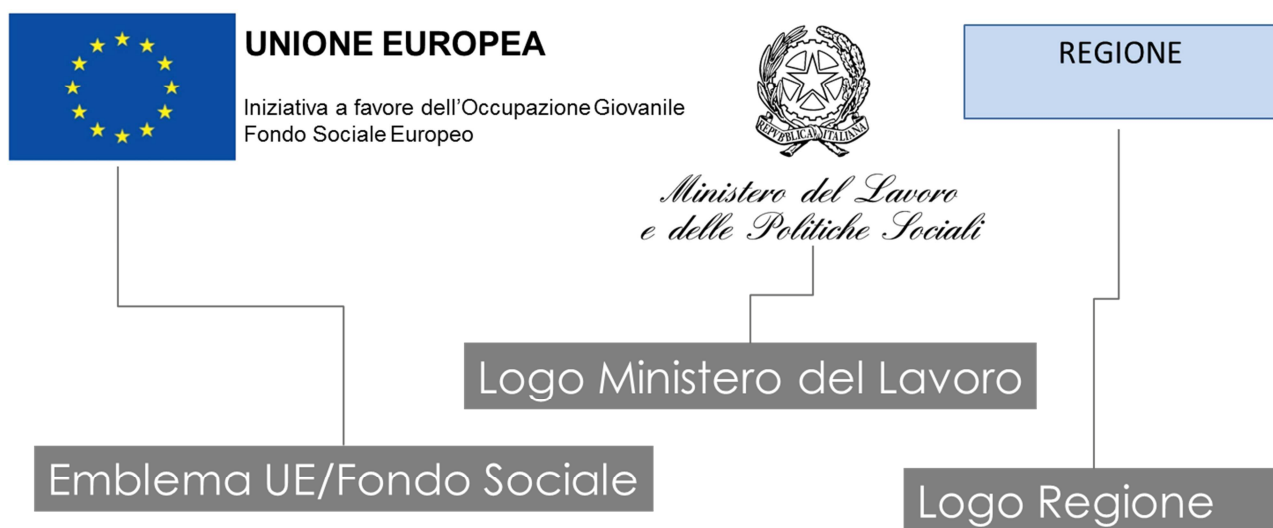 UNIONE EUROPEA
Iniziativa a favore dell'Occupazione Giovanile
Fondo Sociale Europeo
REPVBBLICA ITALIANA
Ministero del Lavoro
e delle Politiche Sociali
REGIONE
Logo Ministero del Lavoro
Emblema UE/Fondo Sociale
Logo Regione